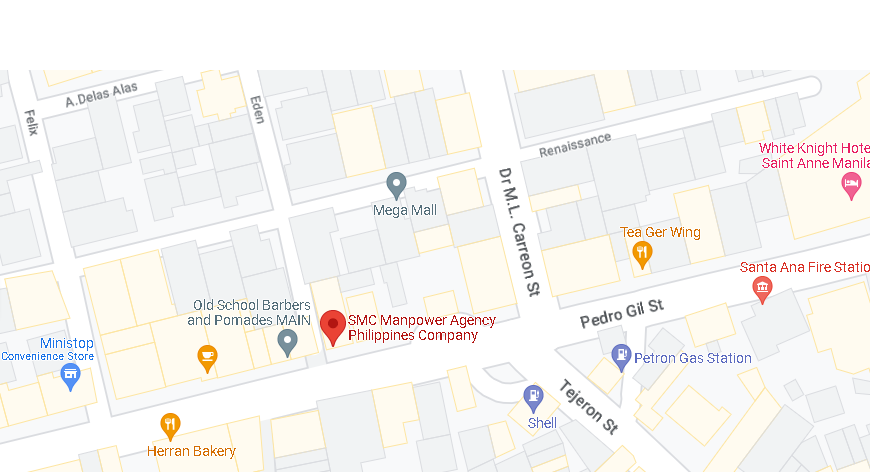 A.Delas Alas
Felix
Eden
Renaissance
White Knight Hote
Saint Anne Manila
Dr M.L. Carreon St
Mega Mall
Tea Ger Wing
Santa Ana Fire Statio
Old School Barbers
and Pomades MAIN
SMC Manpower Agency
Philippines Company
Pedro Gil St
Ministop
Convenience Store
Petron Gas Station
Tejeron St
Shell
Herran Bakery